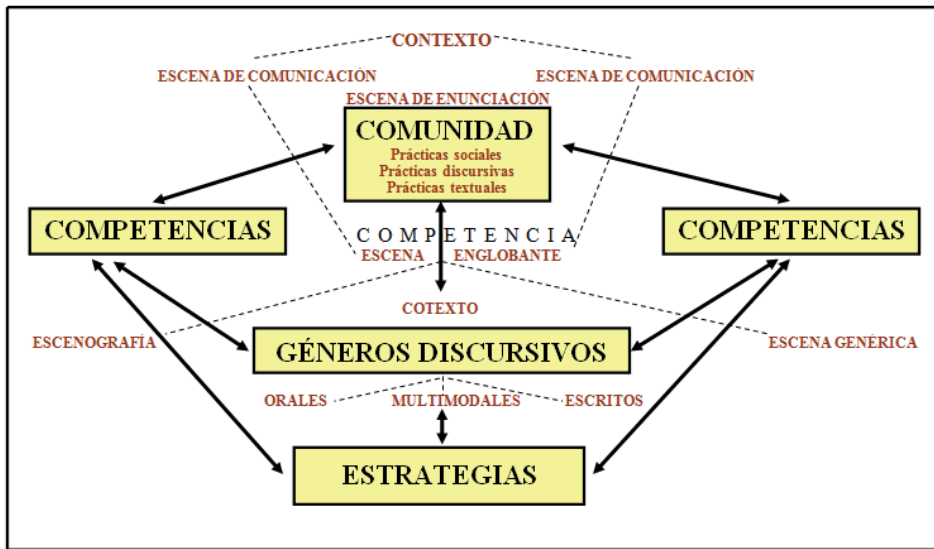 CONTEXTO
ESCENA DE COMUNICACIÓN
ESCENA DE COMUNICACIÓN
ESCENA DE ENUNCIACIÓN
COMUNIDAD
Prácticas sociales
Prácticas discursivas
Prácticas textuales
COMPETENCIAS
COMPETENCIAS
COMPETENCIA
ESCENA ENGLOBANTE
COTEXTO
ESCENOGRAFÍA
ESCENA GENÉRICA
GÉNEROS DISCURSIVOS
ORALES
MULTIMODALES
ESCRITOS
ESTRATEGIAS